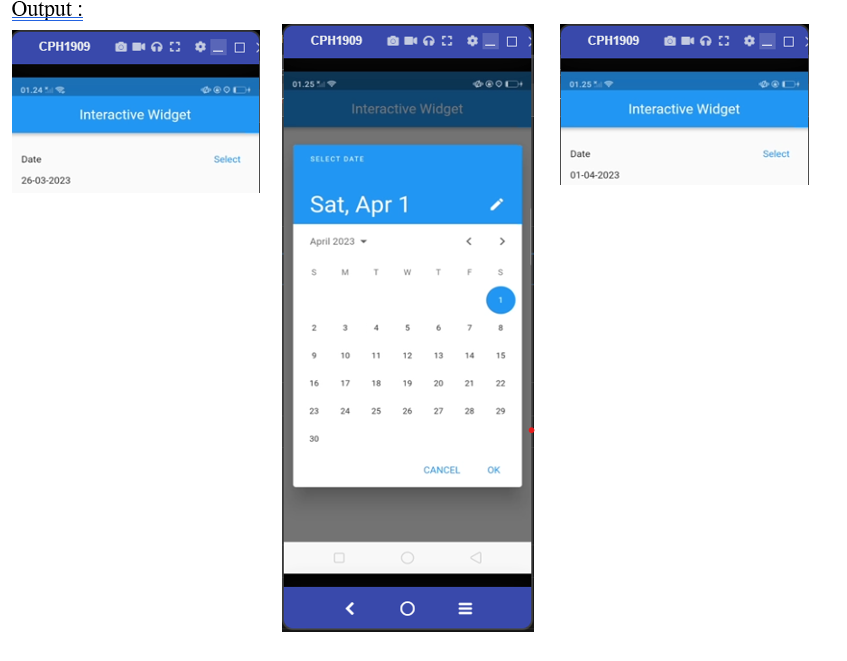 Output :
CPH1909
01.24
Interactive Widget
Date Select
26-03-2023
CPH1909
01.25
Interactive Widget
SELECT DATE
Sat, Apr 1
April 2023
S M T W T F S
1
2 3 4 5 6 7 8
9 10 11 12 13 14 15
16 17 18 19 20 21 22
23 24 25 26 27 28 29
30
CANCEL OK
CPH1909
01.25
Interactive Widget
Date Select
01-04-2023